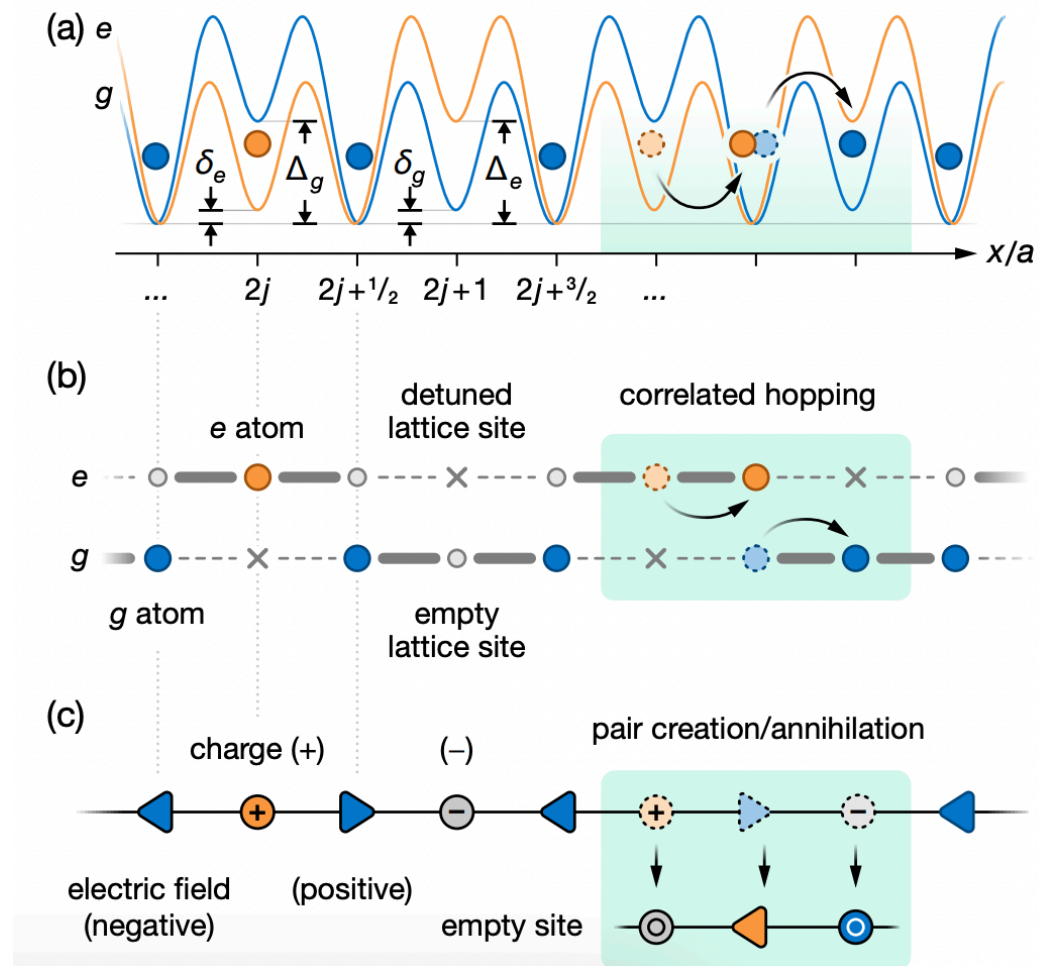 (a)
e
g
δe
Δg
δg
Δe
x/a
...
2j
2j+1/2
2j+1
2j+3/2
...
(b)
e atom
detuned
lattice site
correlated hopping
e
g
g atom
empty
lattice site
(c)
charge (+)
(−)
pair creation/annihilation
+
−
+
−
electric field
(negative)
(positive)
empty site